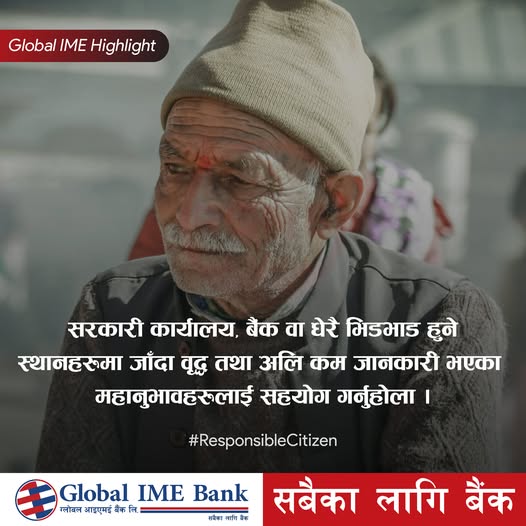 Global IME Highlight
सरकारी कार्यालय, बैंक वा धेरै भिडभाड हुने
स्थानहरूमा जाँदा वृद्ध तथा अलि कम जानकारी भएका
महानुभावहरुलाई सहयोग गर्नुहोला ।
#ResponsibleCitizen
Global IME Bank
ग्लोबल आइएमई बैंक लि.
सबैका लागि बैंक
सबैका लागि बैंक